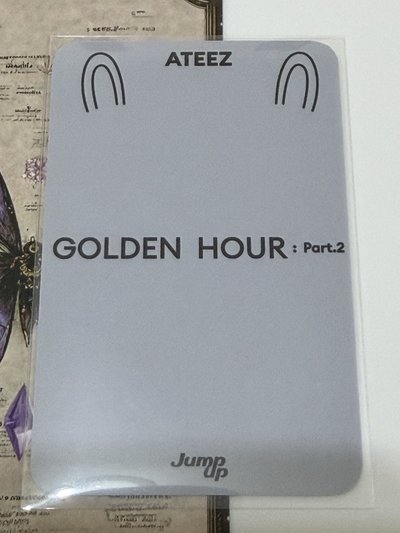 ATEEZ
GOLDEN HOUR : Part.2
Jump
up